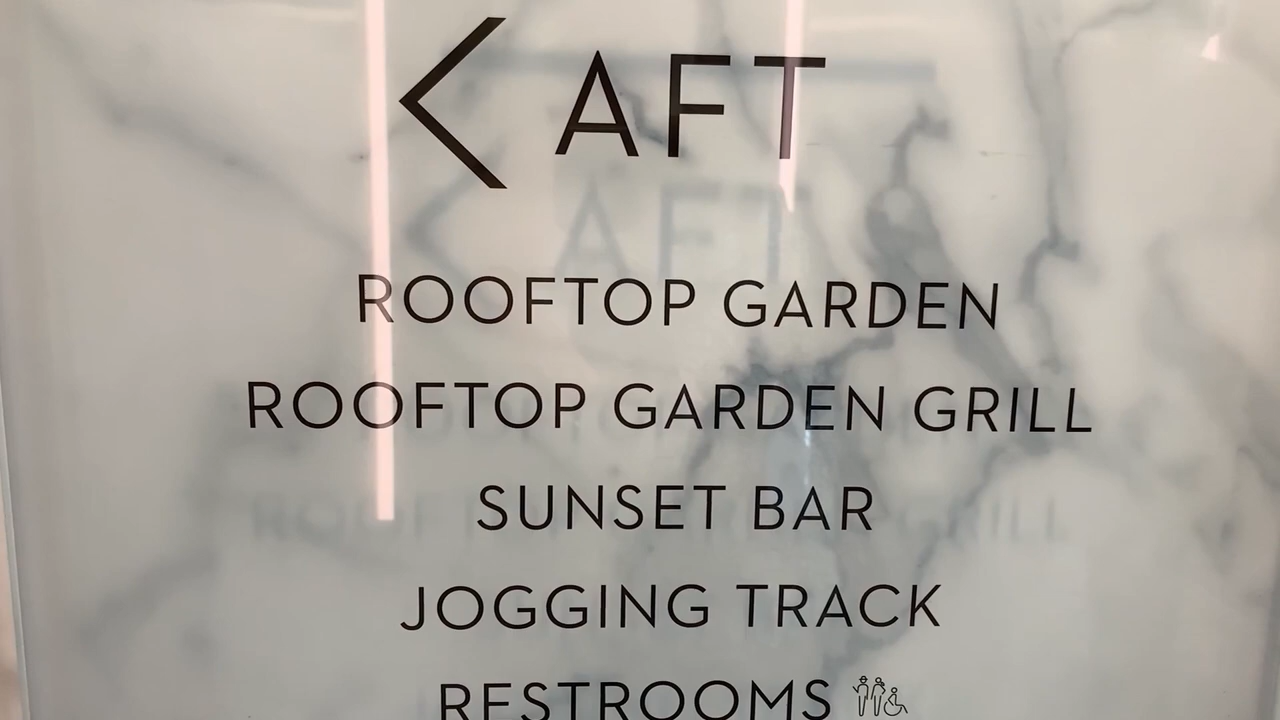 < AFT
ROOFTOP GARDEN
ROOFTOP GARDEN GRILL
SUNSET BAR
JOGGING TRACK
RESTROOMS